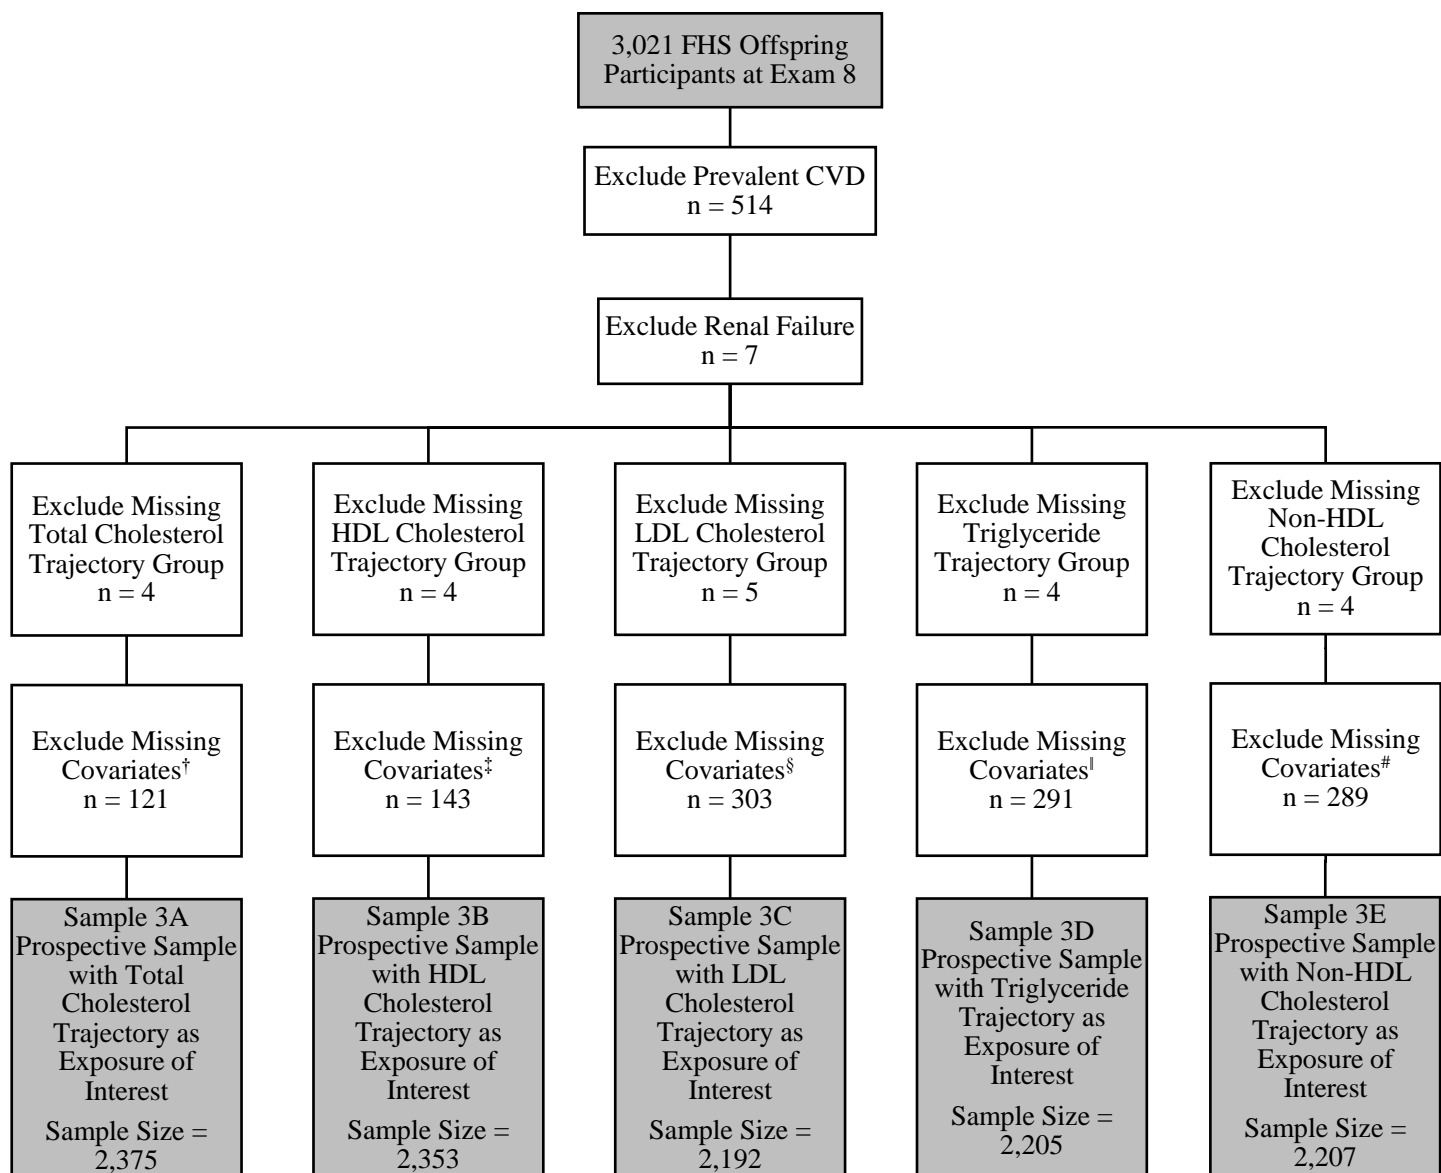 3,021 FHS Offspring
Participants at Exam 8
Exclude Prevalent CVD
n = 514
Exclude Renal Failure
n = 7
Exclude Missing
Total Cholesterol
Trajectory Group
n = 4
Exclude Missing
HDL Cholesterol
Trajectory Group
n = 4
Exclude Missing
LDL Cholesterol
Trajectory Group
n = 5
Exclude Missing
Triglyceride
Trajectory Group
n = 4
Exclude Missing
Non-HDL
Cholesterol
Trajectory Group
n = 4
Exclude Missing
Covariates†
n = 121
Exclude Missing
Covariates‡
n = 143
Exclude Missing
Covariates§
n = 303
Exclude Missing
Covariates‖
n = 291
Exclude Missing
Covariates#
n = 289
Sample 3A
Prospective Sample
with Total
Cholesterol
Trajectory as
Exposure of
Interest
Sample Size =
2,375
Sample 3B
Prospective Sample
with HDL
Cholesterol
Trajectory as
Exposure of
Interest
Sample Size =
2,353
Sample 3C
Prospective Sample
with LDL
Cholesterol
Trajectory as
Exposure of
Interest
Sample Size =
2,192
Sample 3D
Prospective Sample
with Triglyceride
Trajectory as
Exposure of
Interest
Sample Size =
2,205
Sample 3E
Prospective Sample
with Non-HDL
Cholesterol
Trajectory as
Exposure of
Interest
Sample Size =
2,207